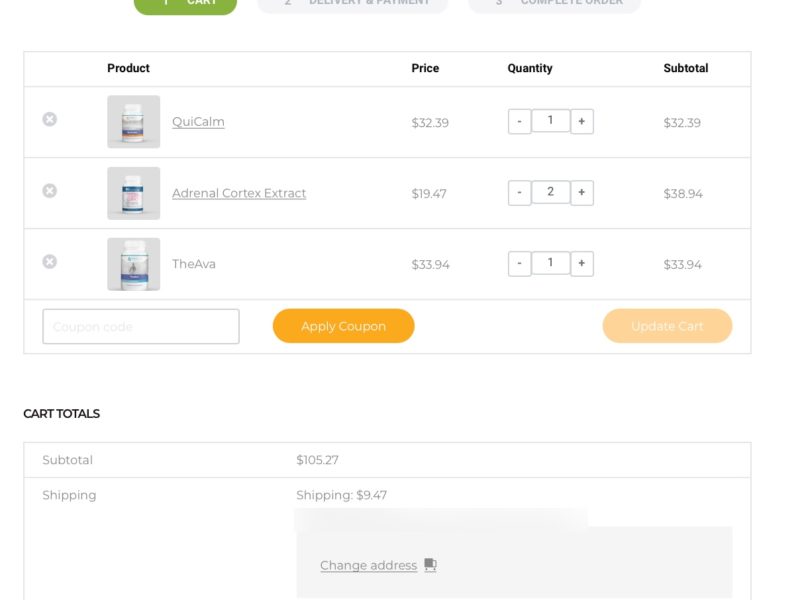 1 CART 2 DELIVERY & PAYMENT 3 COMPLETE ORDER
Product Price Quantity Subtotal
QuiCalm $32.39 - 1 + $32.39
Adrenal Cortex Extract $19.47 - 2 + $38.94
TheAva $33.94 - 1 + $33.94
Coupon code Apply Coupon Update Cart
CART TOTALS
Subtotal $105.27
Shipping Shipping: $9.47
Change address